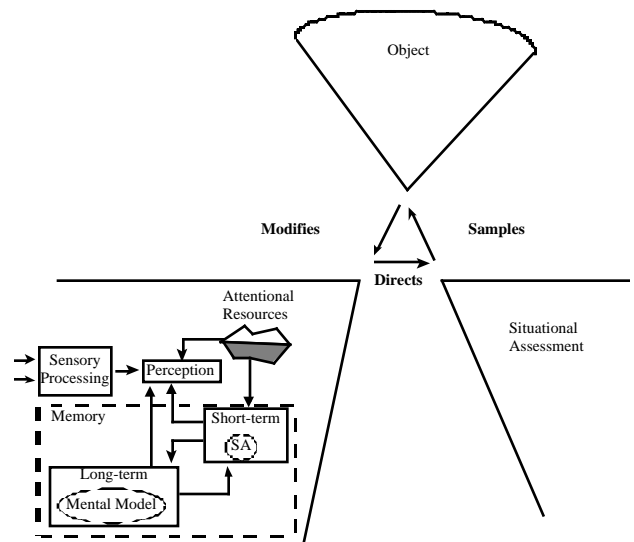 Object
Modifies
Samples
Directs
Attentional
Resources
Situational
Assessment
Sensory
Processing
Perception
Memory
Short-term
SA
Long-term
Mental Model